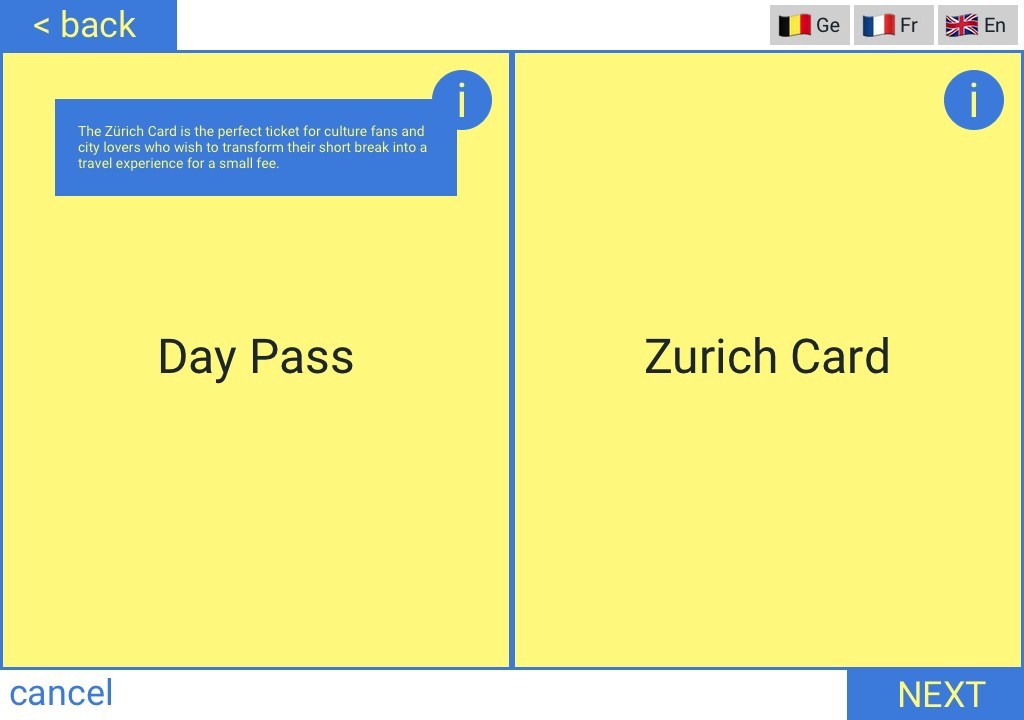 < back
Ge
Fr
En
i
The Zürich Card is the perfect ticket for culture fans and
city lovers who wish to transform their short break into a
travel experience for a small fee.
Day Pass
i
Zurich Card
cancel
NEXT